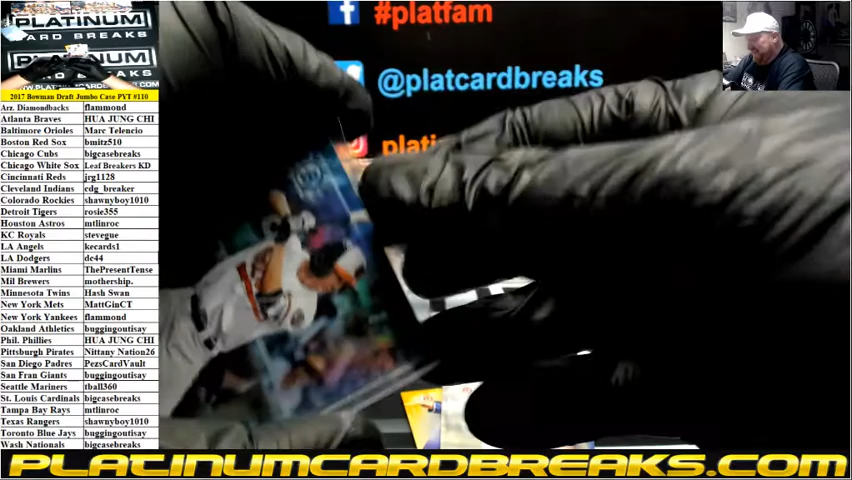 PLATINUM
CARD BREAKS
PLATINUM
CARD BREAKS
#platfam
@platcardbreaks
plati
2017 Bowman Draft Jumbo Case PYT #110
Arz. Diamondbacks flammond
Atlanta Braves HUA JUNG CHI
Baltimore Orioles Marc Telencio
Boston Red Sox bmitz510
Chicago Cubs bigcasebreaks
Chicago White Sox Leaf Breakers KD
Cincinnati Reds jrg1128
Cleveland Indians cdg_breaker
Colorado Rockies shawnyboy1010
Detroit Tigers rosie355
Houston Astros mtlinroc
KC Royals stevegue
LA Angels kecards1
LA Dodgers dc44
Miami Marlins ThePresentTense
Mil Brewers mothership.
Minnesota Twins Hash Swan
New York Mets MattGinCT
New York Yankees flammond
Oakland Athletics buggingoutisay
Phil. Phillies HUA JUNG CHI
Pittsburgh Pirates Nittany Nation26
San Diego Padres PezsCardVault
San Fran Giants buggingoutisay
Seattle Mariners tball360
St. Louis Cardinals bigcasebreaks
Tampa Bay Rays mtlinroc
Texas Rangers shawnyboy1010
Toronto Blue Jays buggingoutisay
Wash Nationals bigcasebreaks
PLATINUMCARDBREAKS.COM